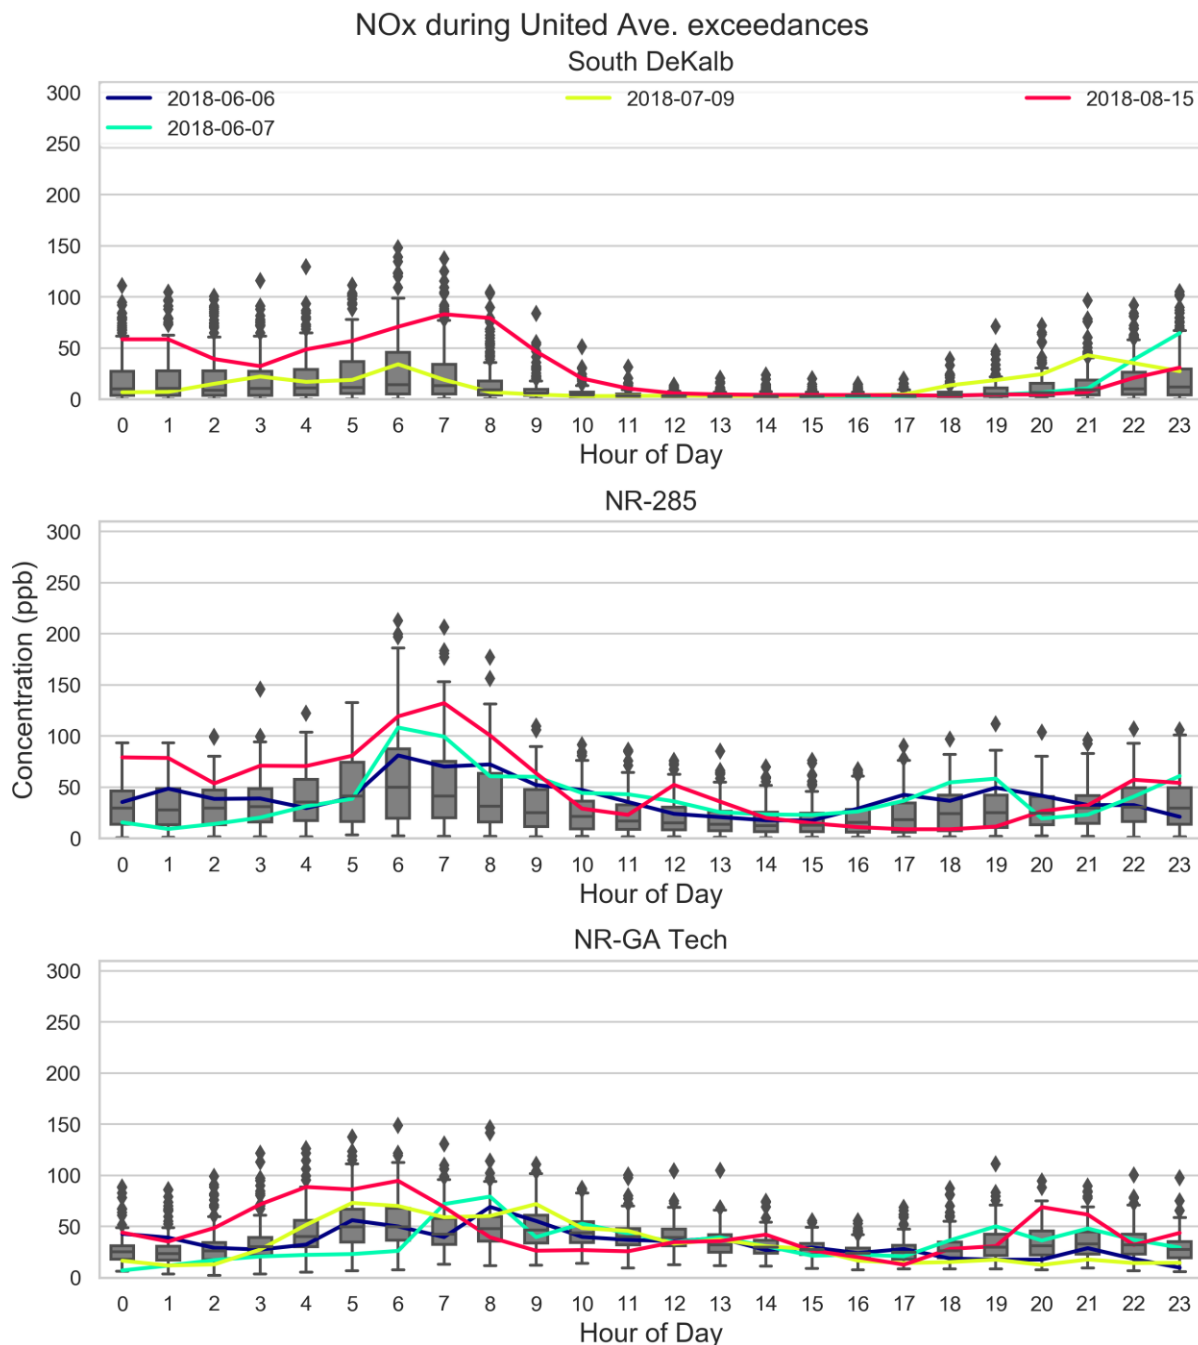 NOx during United Ave. exceedances
South DeKalb
300
2018-06-06 2018-07-09 2018-08-15
2018-06-07
250
200
150
100
50
0
0 1 2 3 4 5 6 7 8 9 10 11 12 13 14 15 16 17 18 19 20 21 22 23
Hour of Day
NR-285
Concentration (ppb)
300
250
200
150
100
50
0
0 1 2 3 4 5 6 7 8 9 10 11 12 13 14 15 16 17 18 19 20 21 22 23
Hour of Day
NR-GA Tech
300
250
200
150
100
50
0
0 1 2 3 4 5 6 7 8 9 10 11 12 13 14 15 16 17 18 19 20 21 22 23
Hour of Day